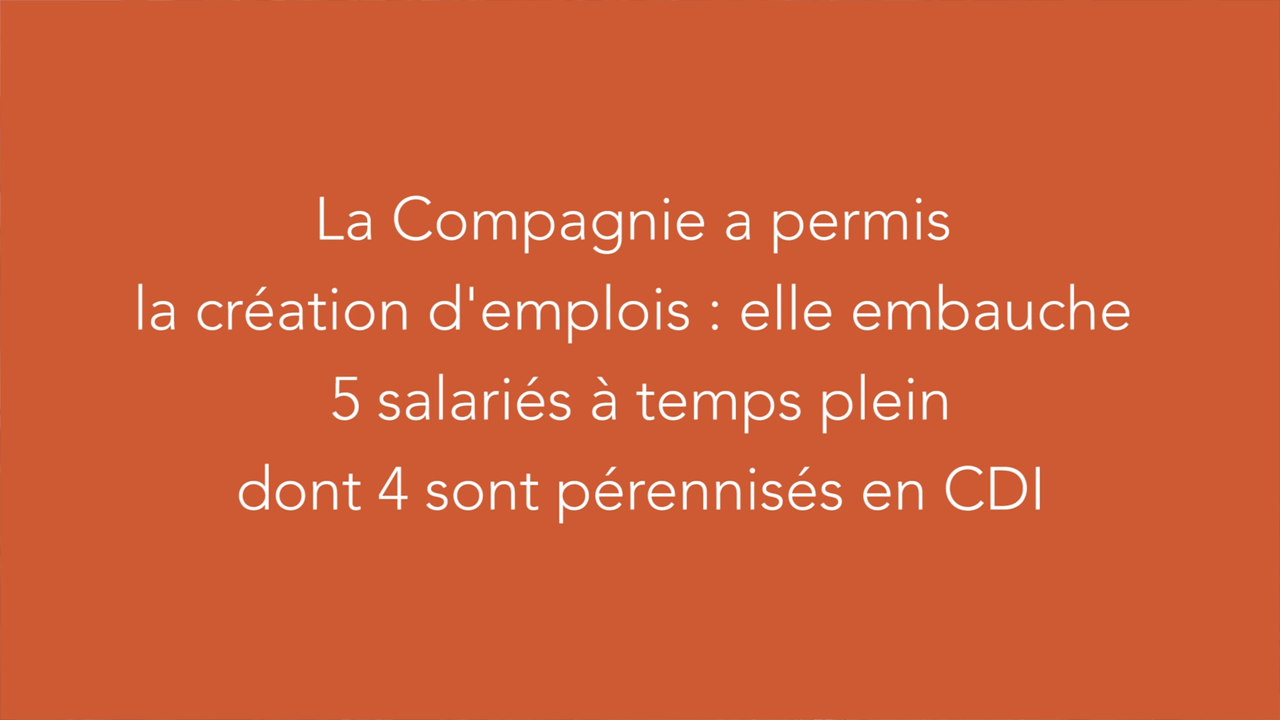 La Compagnie a permis
la création d'emplois : elle embauche
5 salariés à temps plein
dont 4 sont pérennisés en CDI